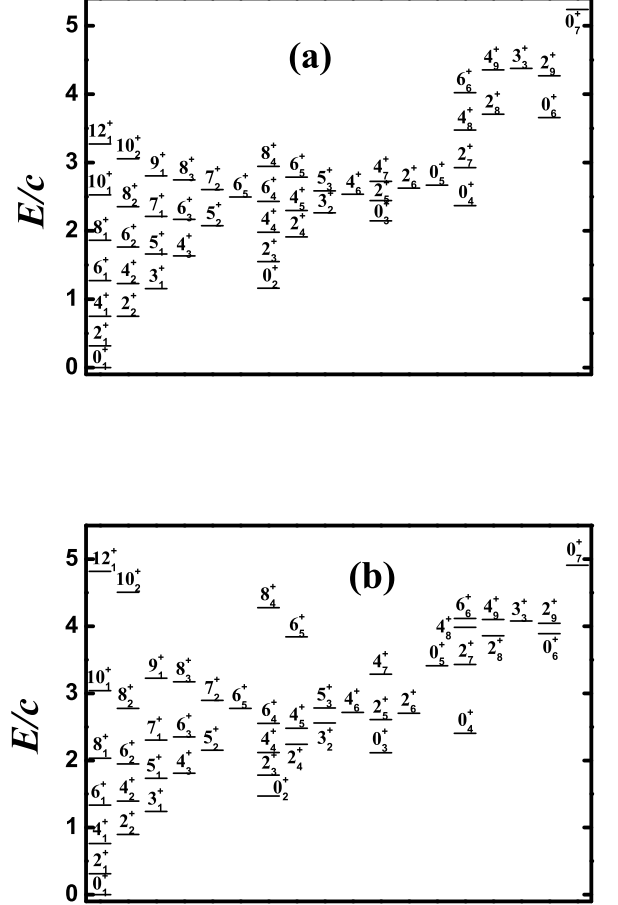 (a)
E/c
5
4
3
2
1
0
12₁⁺ 10₂⁺ 9₁⁺ 8₃⁺ 7₂⁺ 6₅⁺
10₁⁺ 8₂⁺ 7₁⁺ 6₃⁺ 5₂⁺
8₁⁺ 6₂⁺ 5₁⁺ 4₃⁺
6₁⁺ 4₂⁺ 3₁⁺
4₁⁺ 2₂⁺
2₁⁺
0₁⁺
8₄⁺ 6₅⁺ 5₃⁺ 4₆⁺ 4₇⁺ 2₆⁺ 0₅⁺
6₄⁺ 4₅⁺ 3₂⁺ 2₅⁺
4₄⁺ 2₄⁺ 0₃⁺
2₃⁺
0₂⁺
6₆⁺ 4₉⁺ 3₃⁺ 2₉⁺ 0₇⁺
4₈⁺ 2₈⁺ 0₆⁺
2₇⁺
0₄⁺
(b)
E/c
5
4
3
2
1
0
12₁⁺ 10₂⁺ 9₁⁺ 8₃⁺ 7₂⁺ 6₅⁺
10₁⁺ 8₂⁺ 7₁⁺ 6₃⁺ 5₂⁺
8₁⁺ 6₂⁺ 5₁⁺ 4₃⁺
6₁⁺ 4₂⁺ 3₁⁺
4₁⁺ 2₂⁺
2₁⁺
0₁⁺
8₄⁺ 6₅⁺ 5₃⁺ 4₆⁺ 4₇⁺ 2₆⁺ 0₅⁺
6₄⁺ 4₅⁺ 3₂⁺ 2₅⁺
4₄⁺ 2₄⁺ 0₃⁺
2₃⁺
0₂⁺
6₆⁺ 4₉⁺ 3₃⁺ 2₉⁺ 0₇⁺
4₈⁺ 2₈⁺ 0₆⁺
2₇⁺
0₄⁺